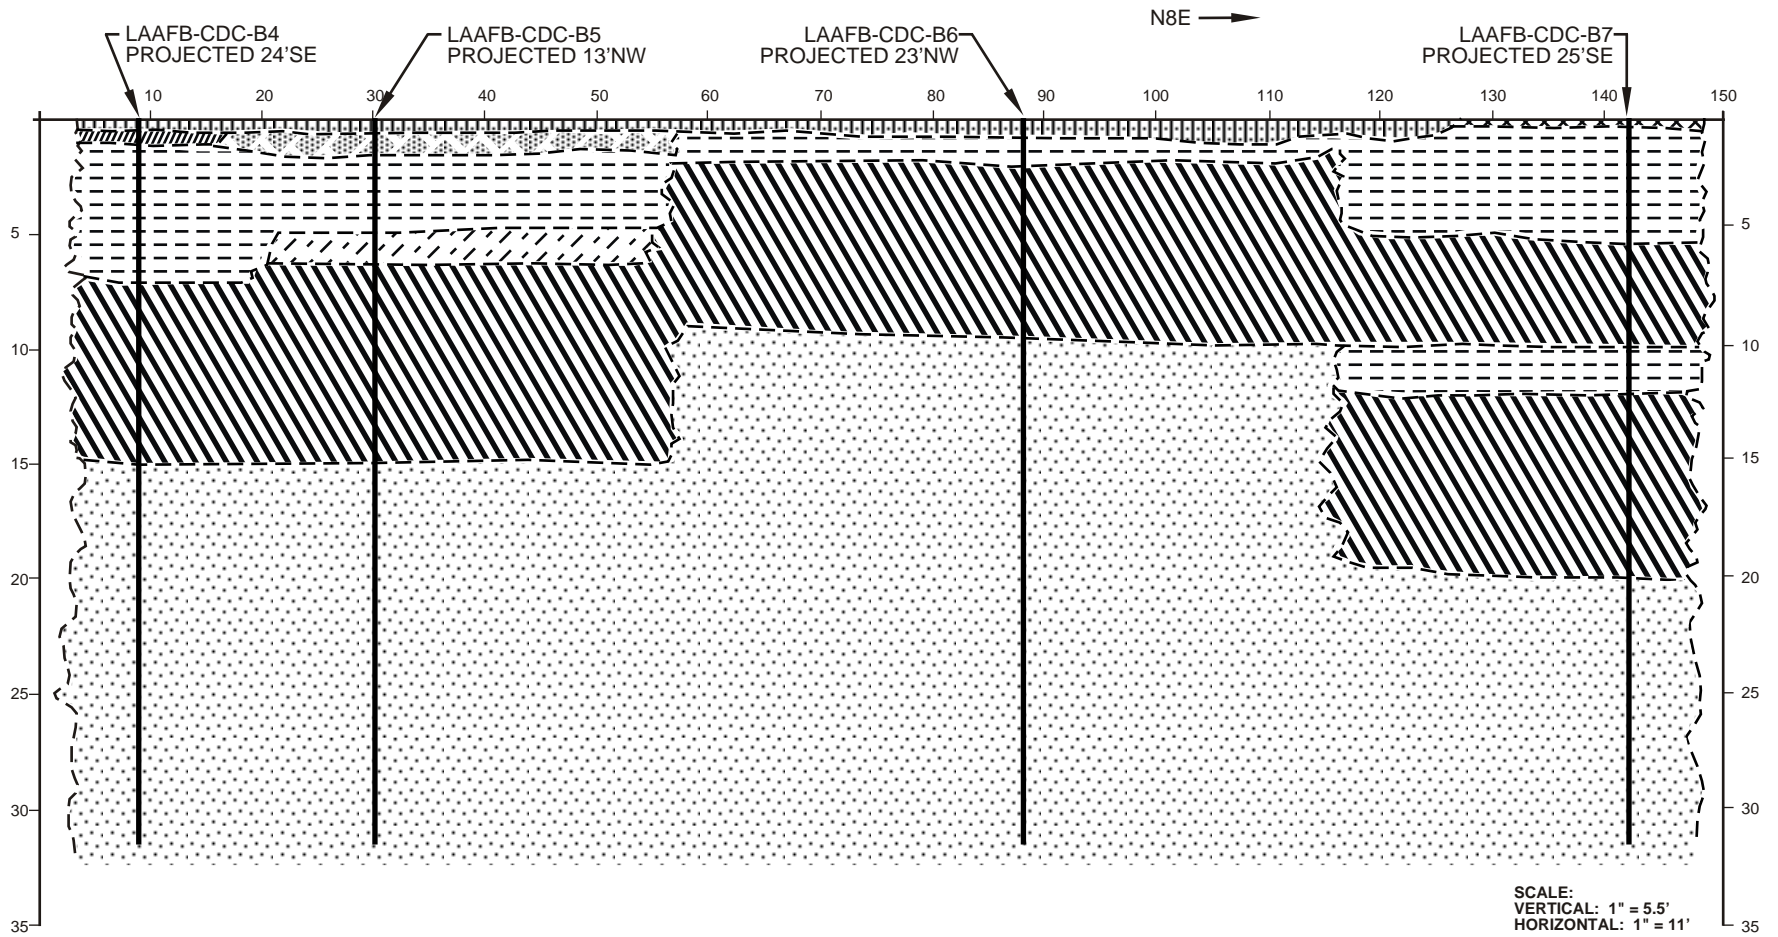 N8E
LAAFB-CDC-B4
PROJECTED 24'SE
LAAFB-CDC-B5
PROJECTED 13'NW
LAAFB-CDC-B6
PROJECTED 23'NW
LAAFB-CDC-B7
PROJECTED 25'SE
10 20 30 40 50 60 70 80 90 100 110 120 130 140 150
5 5
10 10
15 15
20 20
25 25
30 30
35 35
SCALE:
VERTICAL: 1" = 5.5'
HORIZONTAL: 1" = 11'